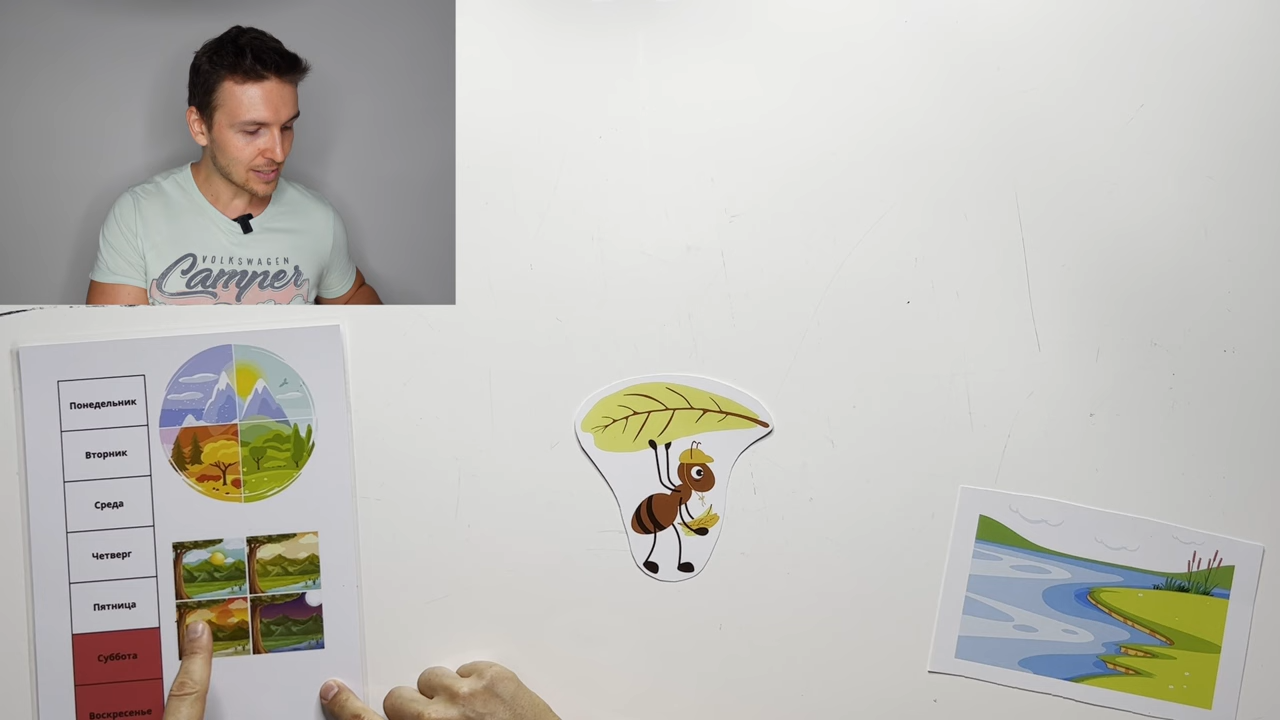 VOLKSWAGEN
Camper
Понедельник
Вторник
Среда
Четверг
Пятница
Суббота
Воскресенье